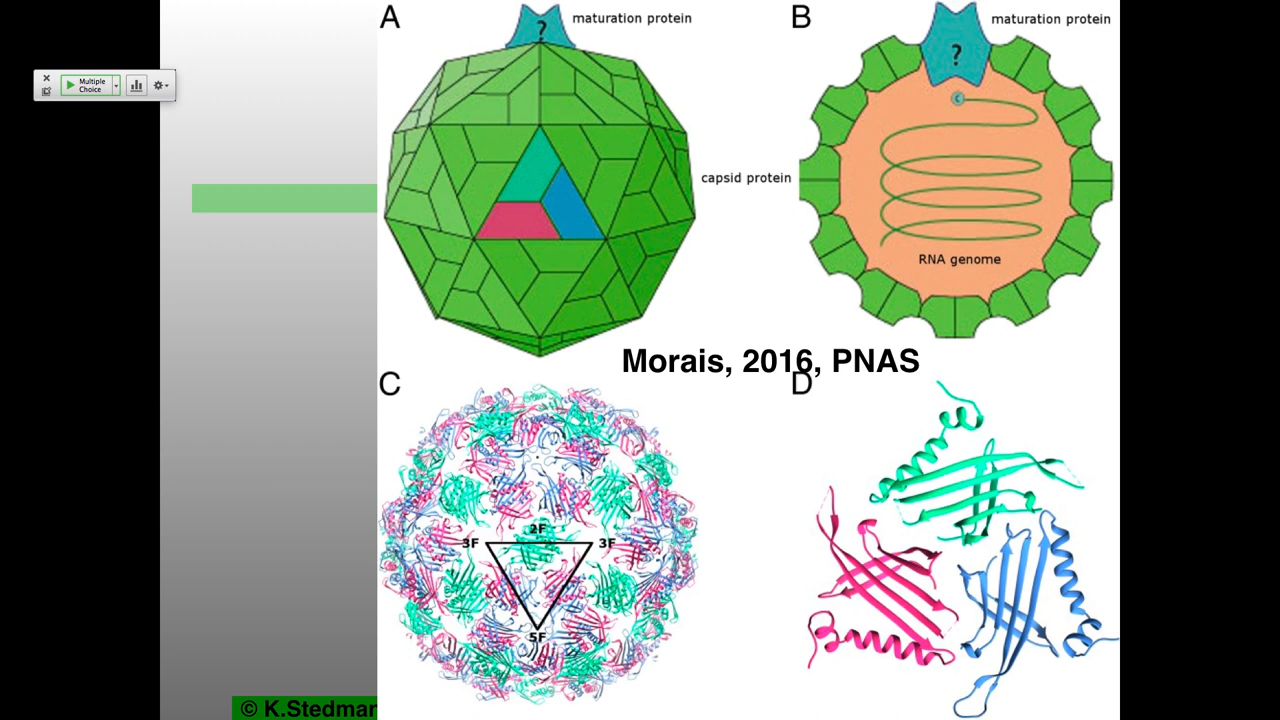 A
maturation protein
?
B
maturation protein
?
Multiple
Choice
C
capsid protein
RNA genome
Morais, 2016, PNAS
C
D
2F
3F
3F
5F
© K.Stedman